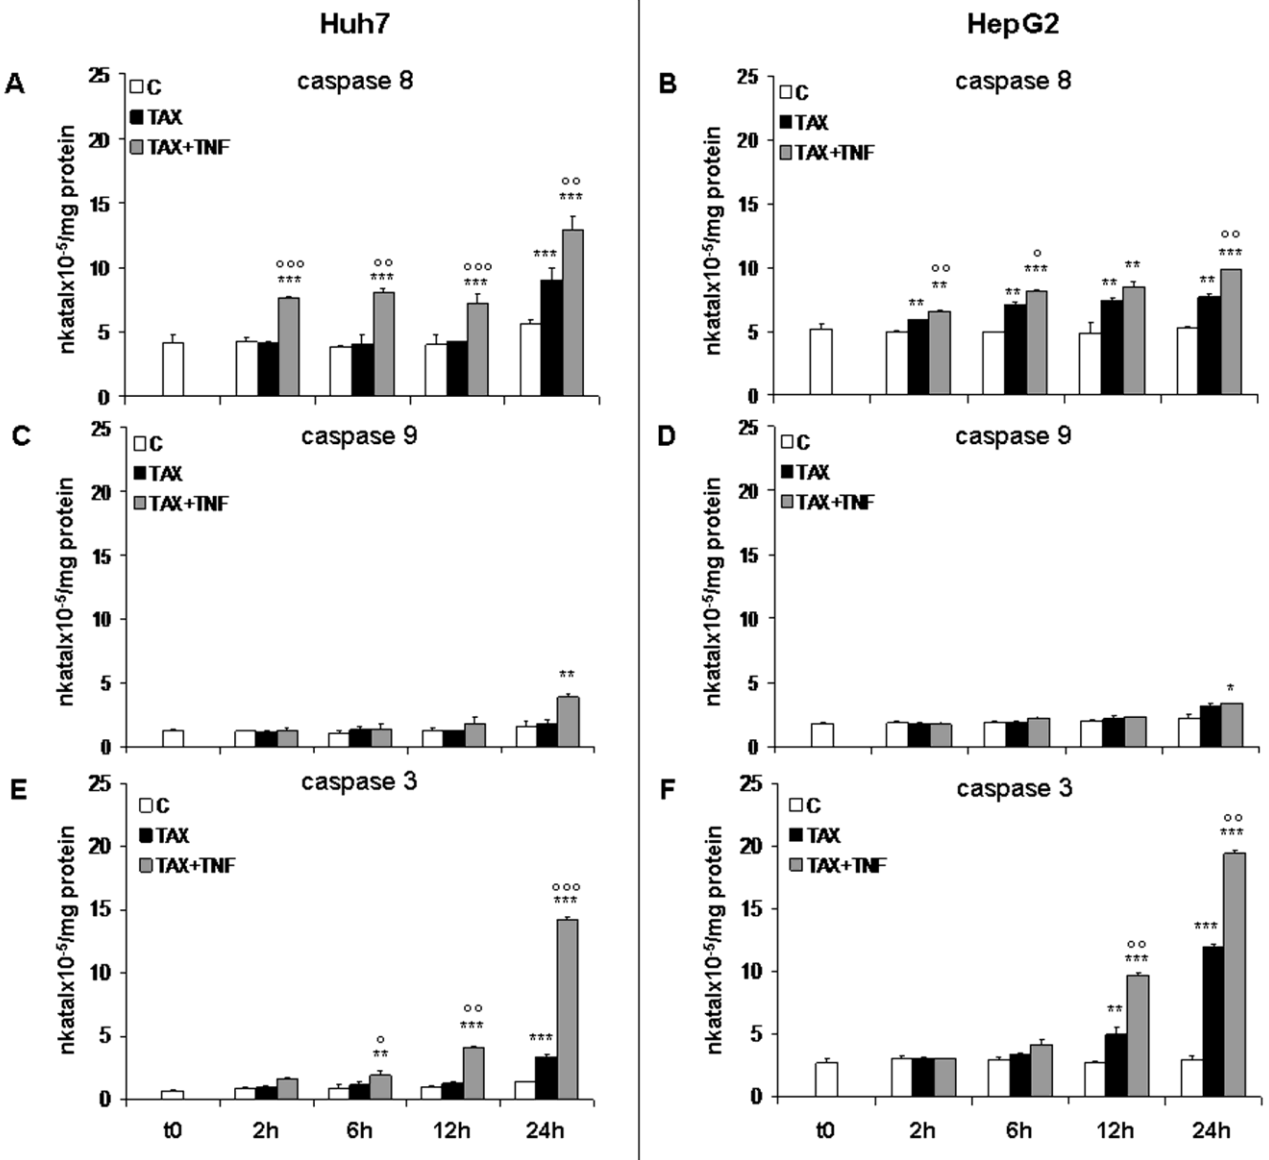 Huh7
HepG2
A
caspase 8
25
20
15
10
5
0
nkatalx10-5/mg protein
C
TAX
TAX+TNF
°°°
***
°°
***
°°°
***
***
°°
***
B
caspase 8
25
20
15
10
5
0
nkatalx10-5/mg protein
C
TAX
TAX+TNF
**
°°
**
**
°
***
**
**
**
°°
***
C
caspase 9
25
20
15
10
5
0
nkatalx10-5/mg protein
C
TAX
TAX+TNF
**
D
caspase 9
25
20
15
10
5
0
nkatalx10-5/mg protein
C
TAX
TAX+TNF
*
E
caspase 3
25
20
15
10
5
0
nkatalx10-5/mg protein
C
TAX
TAX+TNF
°
**
°°
***
***
°°°
***
t0 2h 6h 12h 24h
F
caspase 3
25
20
15
10
5
0
nkatalx10-5/mg protein
C
TAX
TAX+TNF
**
°°
***
***
°°
***
t0 2h 6h 12h 24h